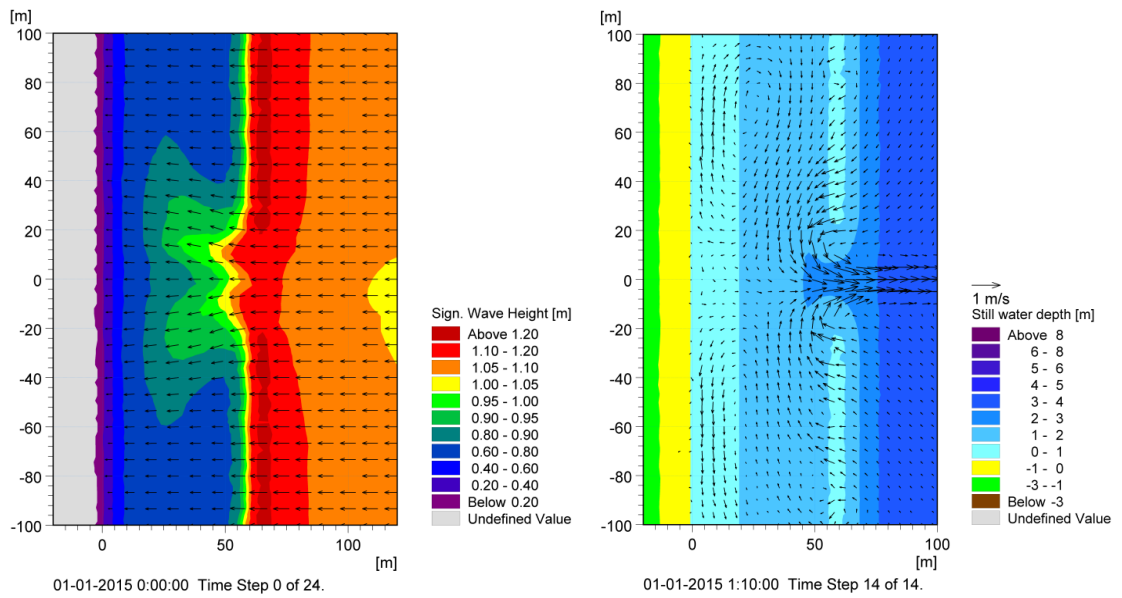 [m]
100
80
60
40
20
0
-20
-40
-60
-80
-100
0
50
100
[m]
01-01-2015 0:00:00 Time Step 0 of 24.
Sign. Wave Height [m]
Above 1.20
1.10 - 1.20
1.05 - 1.10
1.00 - 1.05
0.95 - 1.00
0.90 - 0.95
0.80 - 0.90
0.60 - 0.80
0.40 - 0.60
0.20 - 0.40
Below 0.20
Undefined Value
[m]
100
80
60
40
20
0
-20
-40
-60
-80
-100
0
50
100
[m]
01-01-2015 1:10:00 Time Step 14 of 14.
1 m/s
Still water depth [m]
Above 8
6 - 8
5 - 6
4 - 5
3 - 4
2 - 3
1 - 2
0 - 1
-1 - 0
-3 - -1
Below -3
Undefined Value